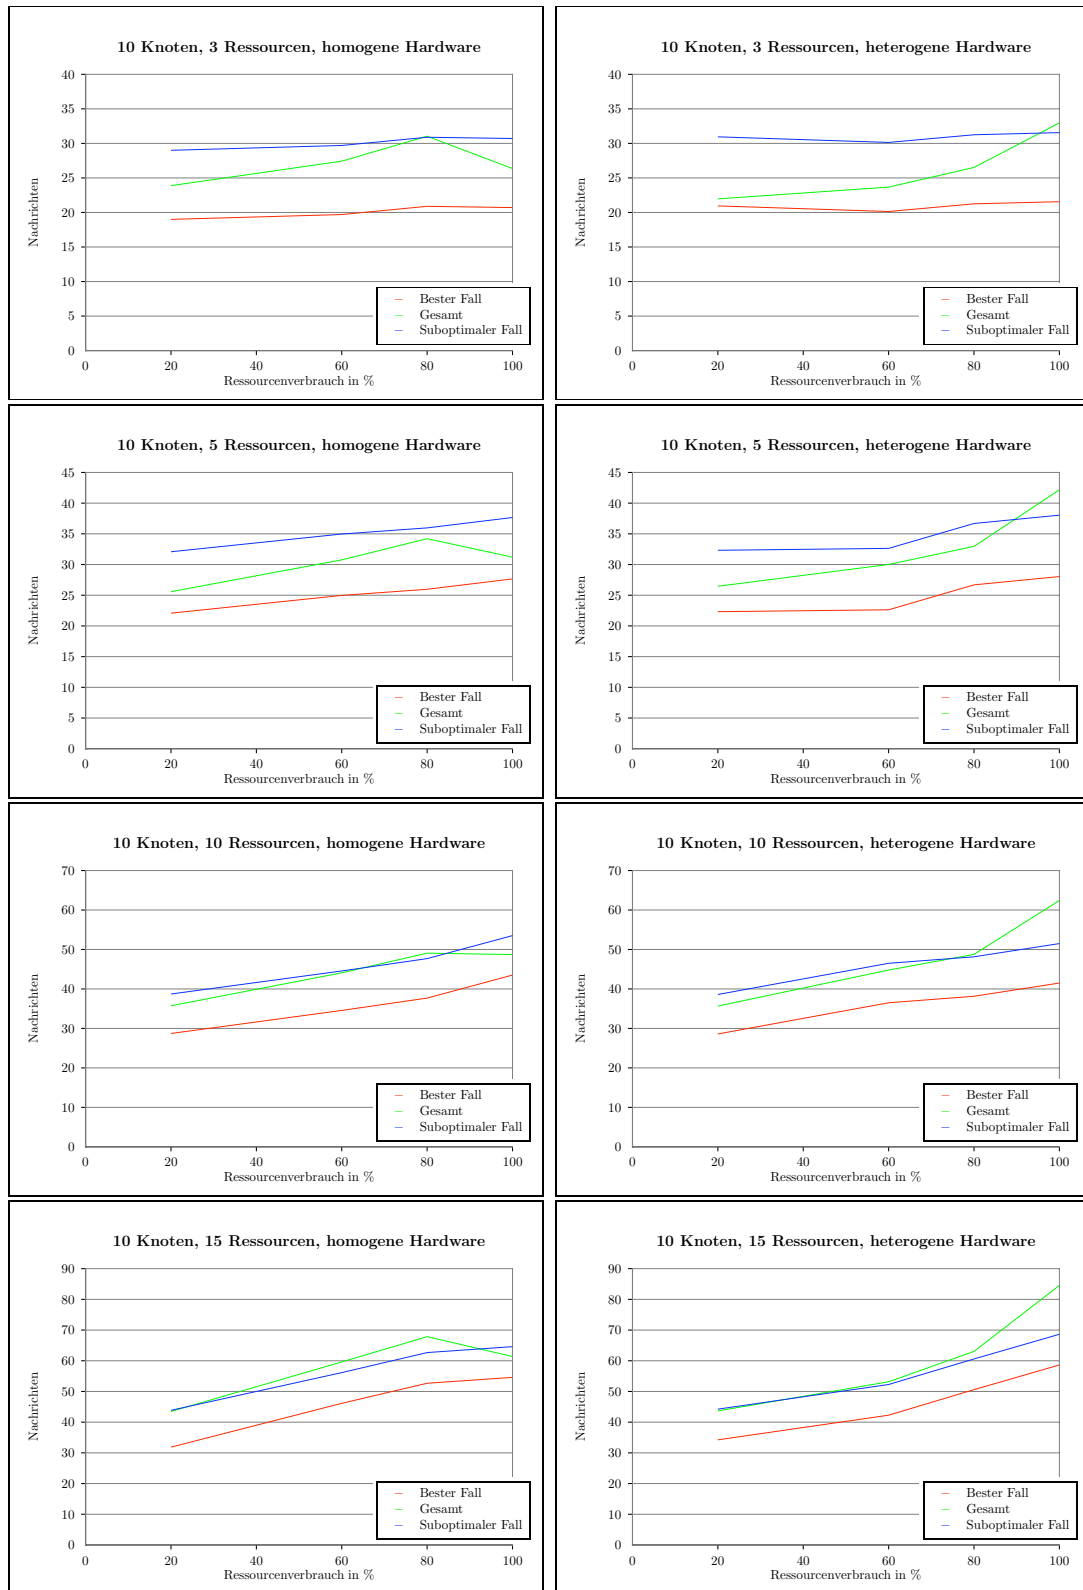 10 Knoten, 3 Ressourcen, homogene Hardware
40
35
30
25
20
15
10
5
0
Nachrichten
Bester Fall
Gesamt
Suboptimaler Fall
0 20 40 60 80 100
Ressourcenverbrauch in %
10 Knoten, 3 Ressourcen, heterogene Hardware
40
35
30
25
20
15
10
5
0
Nachrichten
Bester Fall
Gesamt
Suboptimaler Fall
0 20 40 60 80 100
Ressourcenverbrauch in %
10 Knoten, 5 Ressourcen, homogene Hardware
45
40
35
30
25
20
15
10
5
0
Nachrichten
Bester Fall
Gesamt
Suboptimaler Fall
0 20 40 60 80 100
Ressourcenverbrauch in %
10 Knoten, 5 Ressourcen, heterogene Hardware
45
40
35
30
25
20
15
10
5
0
Nachrichten
Bester Fall
Gesamt
Suboptimaler Fall
0 20 40 60 80 100
Ressourcenverbrauch in %
10 Knoten, 10 Ressourcen, homogene Hardware
70
60
50
40
30
20
10
0
Nachrichten
Bester Fall
Gesamt
Suboptimaler Fall
0 20 40 60 80 100
Ressourcenverbrauch in %
10 Knoten, 10 Ressourcen, heterogene Hardware
70
60
50
40
30
20
10
0
Nachrichten
Bester Fall
Gesamt
Suboptimaler Fall
0 20 40 60 80 100
Ressourcenverbrauch in %
10 Knoten, 15 Ressourcen, homogene Hardware
90
80
70
60
50
40
30
20
10
0
Nachrichten
Bester Fall
Gesamt
Suboptimaler Fall
0 20 40 60 80 100
Ressourcenverbrauch in %
10 Knoten, 15 Ressourcen, heterogene Hardware
90
80
70
60
50
40
30
20
10
0
Nachrichten
Bester Fall
Gesamt
Suboptimaler Fall
0 20 40 60 80 100
Ressourcenverbrauch in %